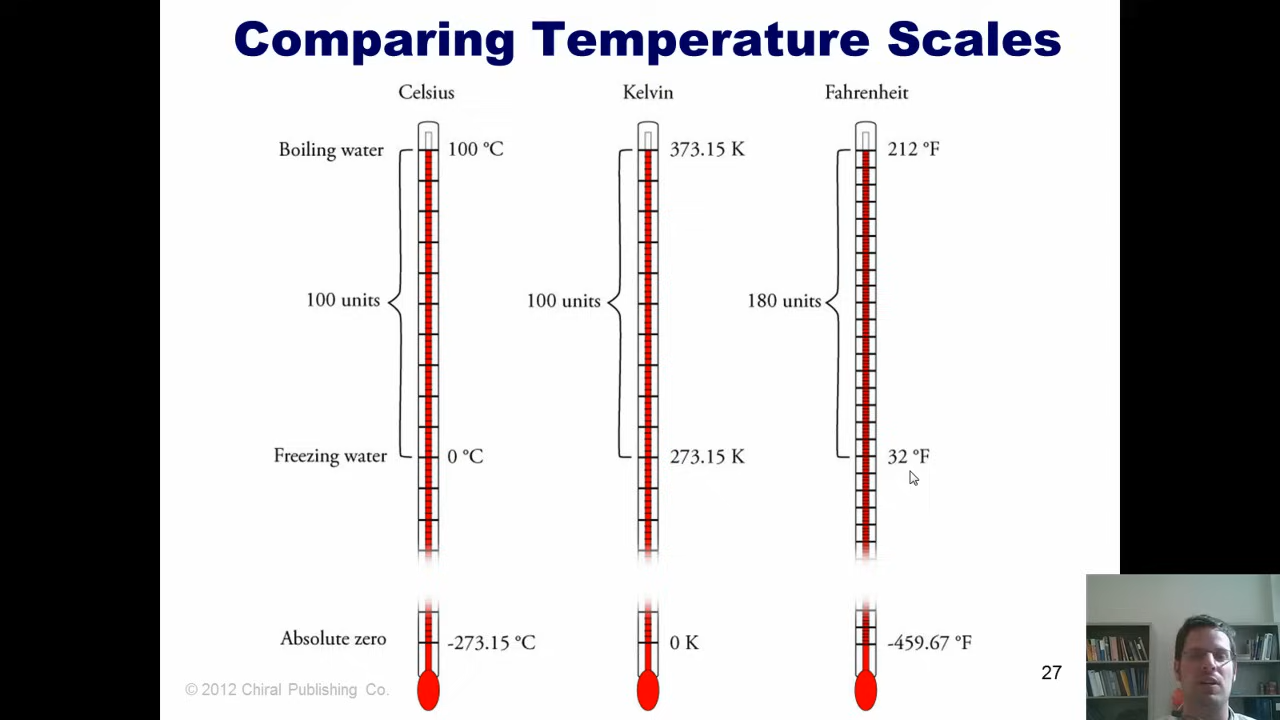 Comparing Temperature Scales
Celsius Kelvin Fahrenheit
Boiling water 100 °C 373.15 K 212 °F
100 units 100 units 180 units
Freezing water 0 °C 273.15 K 32 °F
Absolute zero -273.15 °C 0 K -459.67 °F
27
© 2012 Chiral Publishing Co.